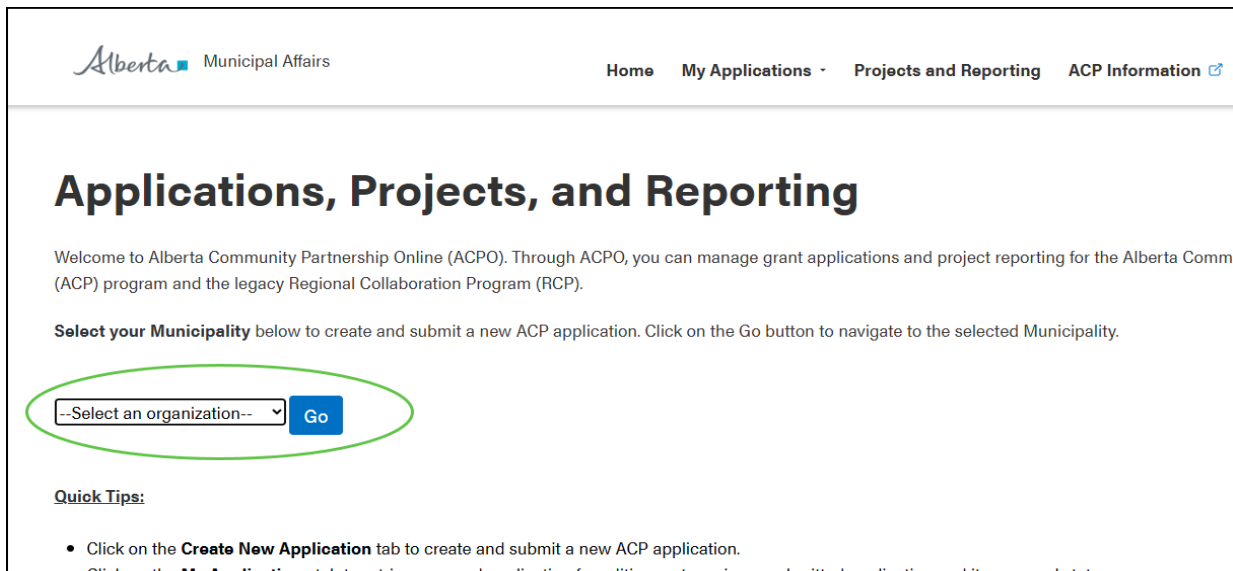 Alberta Municipal Affairs
Home My Applications Projects and Reporting ACP Information
Applications, Projects, and Reporting
Welcome to Alberta Community Partnership Online (ACPO). Through ACPO, you can manage grant applications and project reporting for the Alberta Comm
(ACP) program and the legacy Regional Collaboration Program (RCP).
Select your Municipality below to create and submit a new ACP application. Click on the Go button to navigate to the selected Municipality.
--Select an organization-- Go
Quick Tips:
• Click on the Create New Application tab to create and submit a new ACP application.